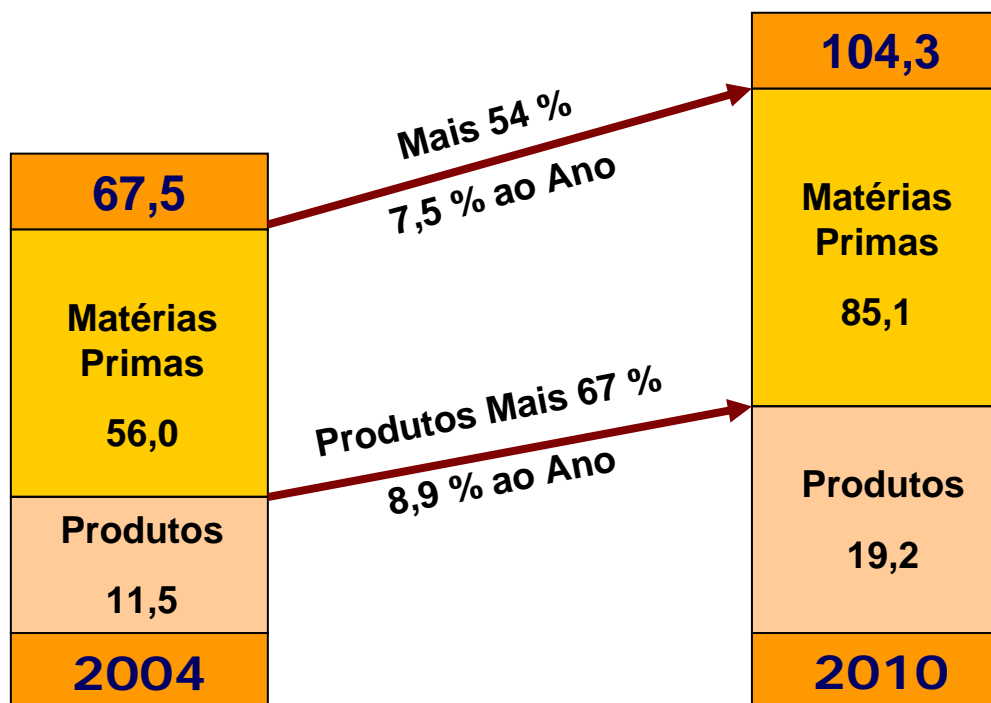 67,5
Matérias
Primas
56,0
Produtos
11,5
2004
Mais 54 %
7,5 % ao Ano
Produtos Mais 67 %
8,9 % ao Ano
104,3
Matérias
Primas
85,1
Produtos
19,2
2010